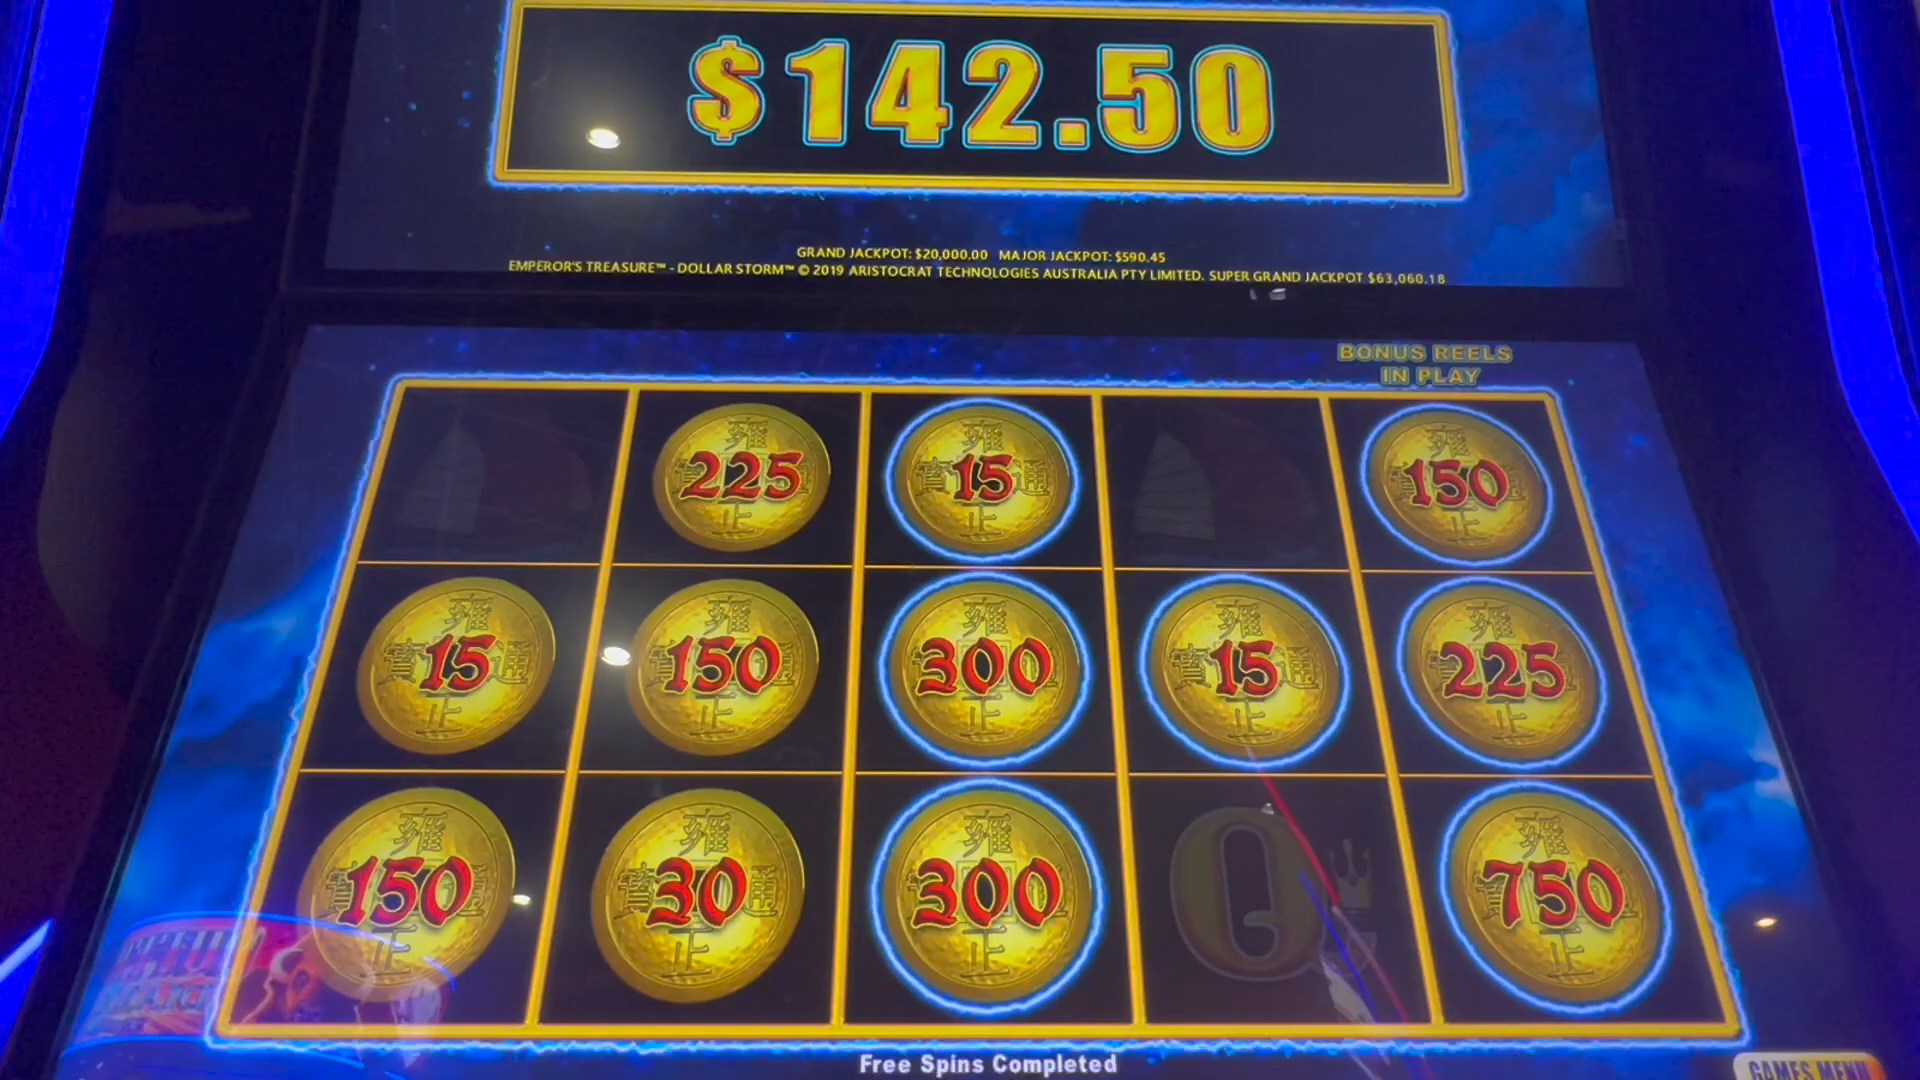 $142.50
GRAND JACKPOT: $20,000.00 MAJOR JACKPOT: $590.45
EMPEROR'S TREASURE™ - DOLLAR STORM™ © 2019 ARISTOCRAT TECHNOLOGIES AUSTRALIA PTY LIMITED. SUPER GRAND JACKPOT $63,060.18
BONUS REELS
IN PLAY
225 15 150
15 150 300 15 225
150 30 300 Q 750
Free Spins Completed
GAMES MENU